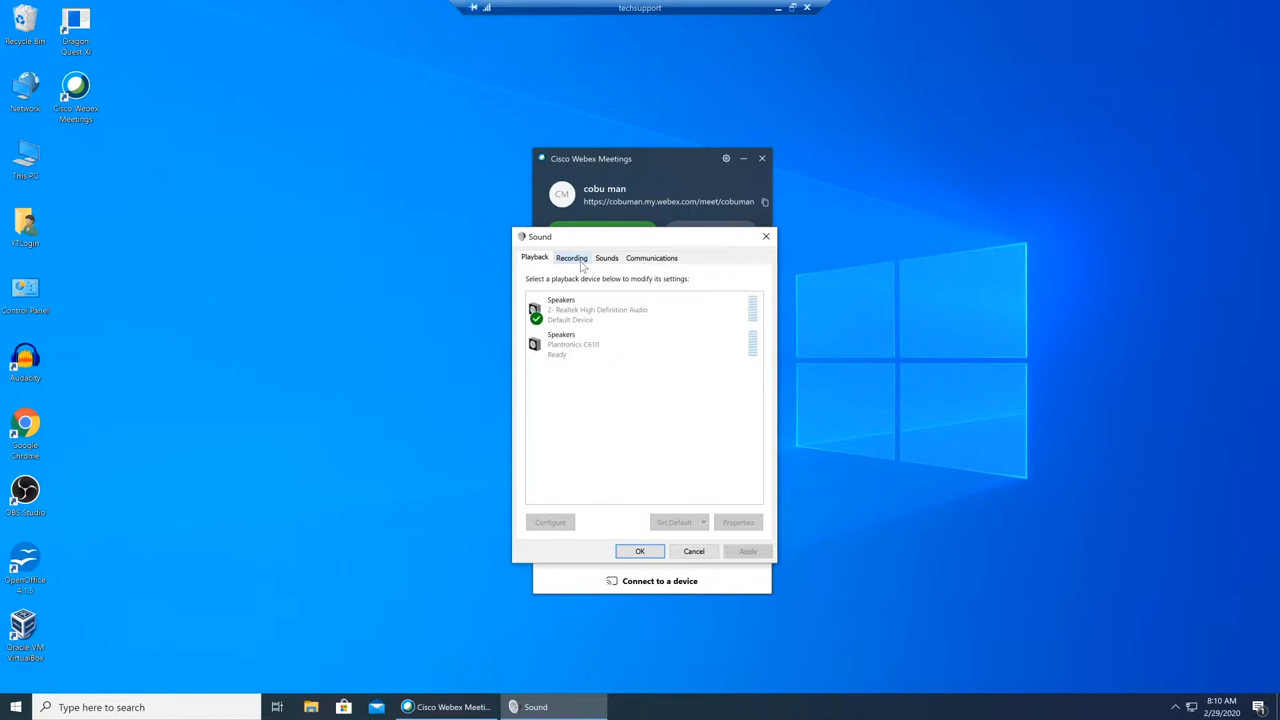 techsupport
Recycle Bin
Dragon
Quest XI
Network
Cisco Webex
Meetings
This PC
YTLogin
Control Panel
Audacity
Google
Chrome
OBS Studio
OpenOffice
4.1.5
Oracle VM
VirtualBox
Cisco Webex Meetings
CM
cobu man
https://cobuman.my.webex.com/meet/cobuman
Sound
Playback Recording Sounds Communications
Select a playback device below to modify its settings:
Speakers
2- Realtek High Definition Audio
Default Device
Speakers
Plantronics C610
Ready
Configure Set Default Properties
OK Cancel Apply
Connect to a device
Type here to search
Cisco Webex Meeti...
Sound
8:10 AM
2/29/2020